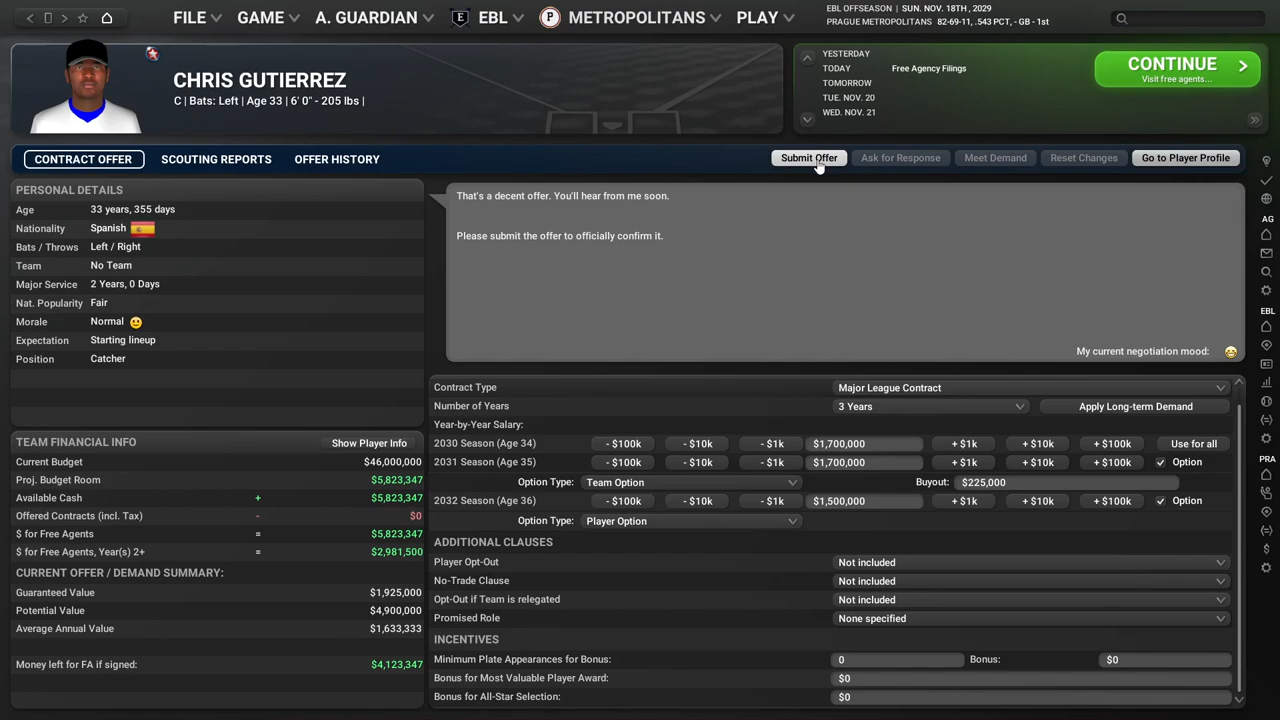 FILE
GAME
A. GUARDIAN
E
EBL
P
METROPOLITANS
PLAY
EBL OFFSEASON | SUN. NOV. 18TH , 2029
PRAGUE METROPOLITANS 82-69-11, .543 PCT, - GB - 1st
CHRIS GUTIERREZ
C | Bats: Left | Age 33 | 6' 0" - 205 lbs |
YESTERDAY
TODAY Free Agency Filings
TOMORROW
TUE. NOV. 20
WED. NOV. 21
CONTINUE
Visit free agents...
CONTRACT OFFER
SCOUTING REPORTS
OFFER HISTORY
Submit Offer
Ask for Response
Meet Demand
Reset Changes
Go to Player Profile
PERSONAL DETAILS
Age 33 years, 355 days
Nationality Spanish
Bats / Throws Left / Right
Team No Team
Major Service 2 Years, 0 Days
Nat. Popularity Fair
Morale Normal
Expectation Starting lineup
Position Catcher
That's a decent offer. You'll hear from me soon.
Please submit the offer to officially confirm it.
My current negotiation mood:
TEAM FINANCIAL INFO Show Player Info
Current Budget $46,000,000
Proj. Budget Room $5,823,347
Available Cash + $5,823,347
Offered Contracts (incl. Tax) - $0
$ for Free Agents = $5,823,347
$ for Free Agents, Year(s) 2+ = $2,981,500
CURRENT OFFER / DEMAND SUMMARY:
Guaranteed Value $1,925,000
Potential Value $4,900,000
Average Annual Value $1,633,333
Money left for FA if signed: $4,123,347
Contract Type Major League Contract
Number of Years 3 Years Apply Long-term Demand
Year-by-Year Salary:
2030 Season (Age 34) - $100k - $10k - $1k $1,700,000 + $1k + $10k + $100k Use for all
2031 Season (Age 35) - $100k - $10k - $1k $1,700,000 + $1k + $10k + $100k Option
Option Type: Team Option Buyout: $225,000
2032 Season (Age 36) - $100k - $10k - $1k $1,500,000 + $1k + $10k + $100k Option
Option Type: Player Option
ADDITIONAL CLAUSES
Player Opt-Out Not included
No-Trade Clause Not included
Opt-Out if Team is relegated Not included
Promised Role None specified
INCENTIVES
Minimum Plate Appearances for Bonus: 0 Bonus: $0
Bonus for Most Valuable Player Award: $0
Bonus for All-Star Selection: $0
AG
EBL
PRA